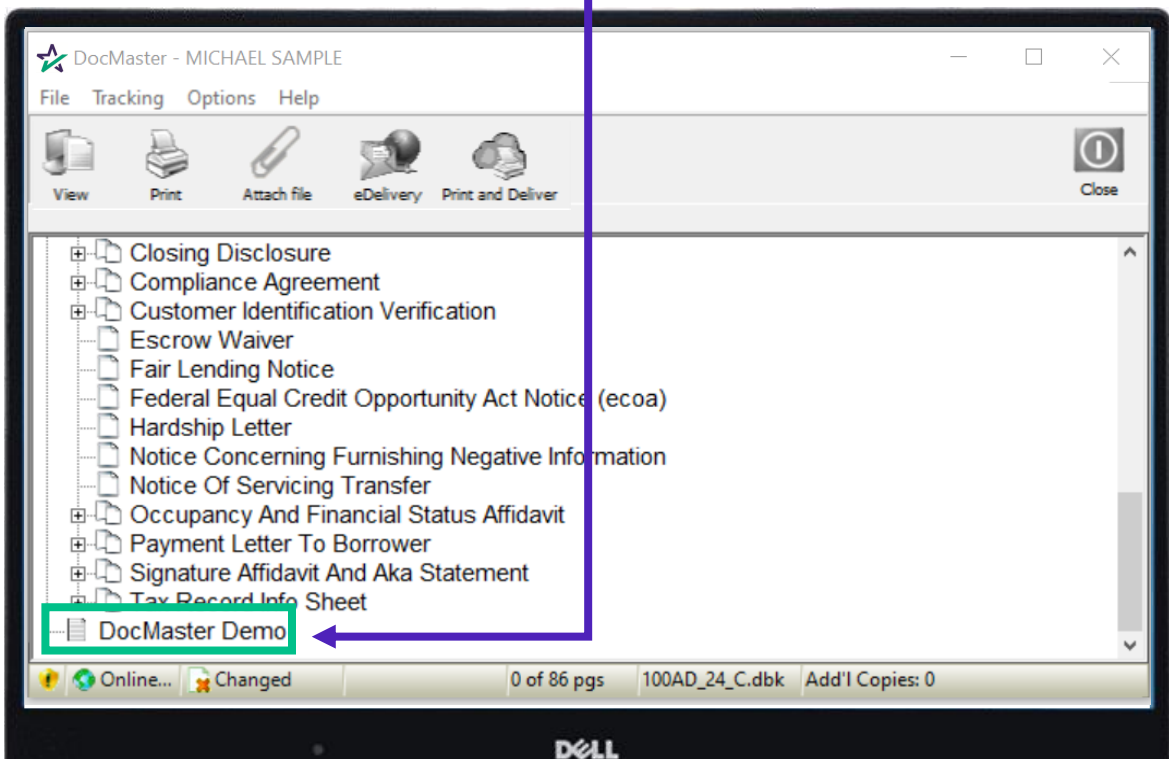 DocMaster - MICHAEL SAMPLE
File Tracking Options Help
View Print Attach file eDelivery Print and Deliver Close
Closing Disclosure
Compliance Agreement
Customer Identification Verification
Escrow Waiver
Fair Lending Notice
Federal Equal Credit Opportunity Act Notice (ecoa)
Hardship Letter
Notice Concerning Furnishing Negative Information
Notice Of Servicing Transfer
Occupancy And Financial Status Affidavit
Payment Letter To Borrower
Signature Affidavit And Aka Statement
Tax Record Info Sheet
DocMaster Demo
Online... Changed 0 of 86 pgs 100AD_24_C.dbk Add'l Copies: 0
DELL